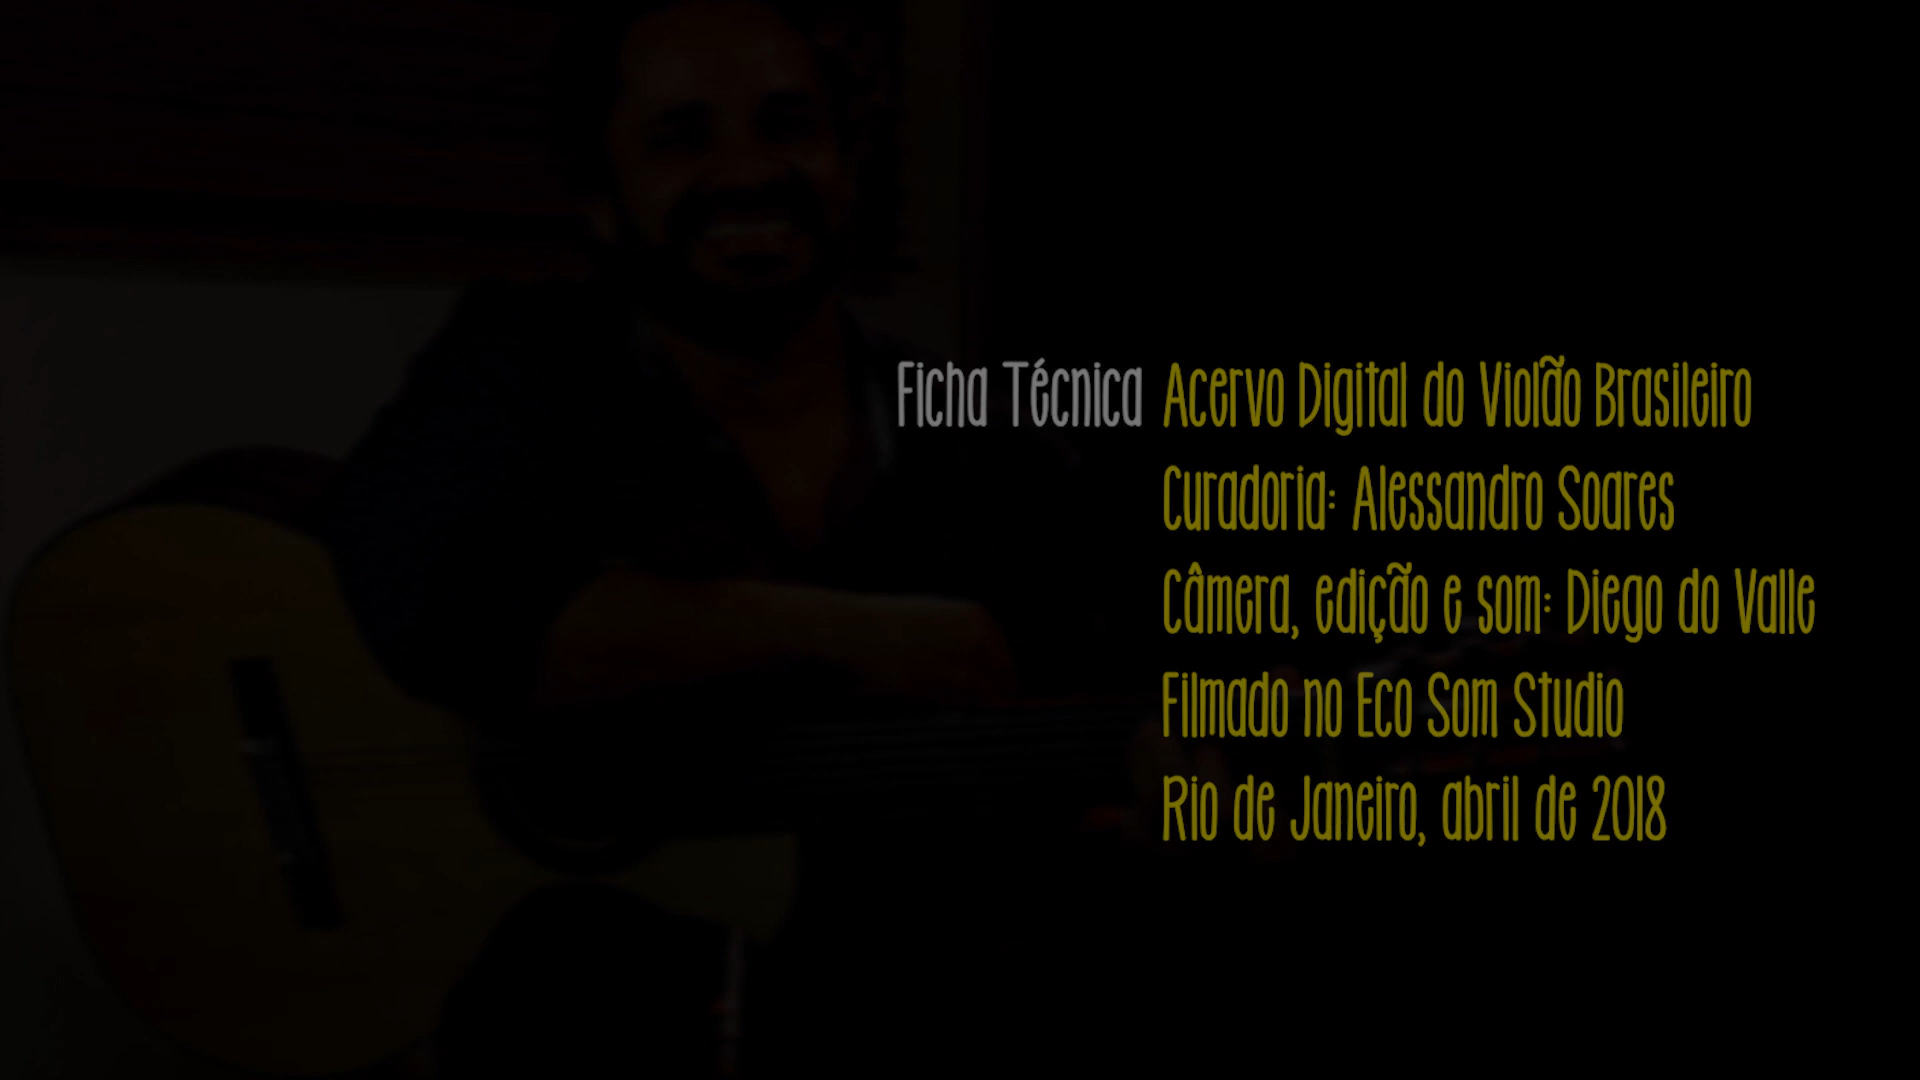 Ficha Técnica Acervo Digital do Violão Brasileiro
Curadoria: Alessandro Soares
Câmera, edição e som: Diego do Valle
Filmado no Eco Som Studio
Rio de Janeiro, abril de 2018